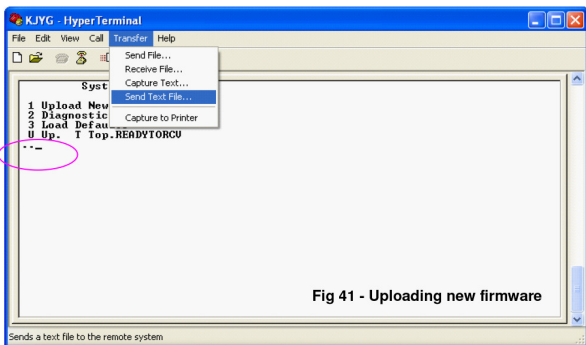 KJYG - HyperTerminal
File Edit View Call Transfer Help
Send File...
Receive File...
Capture Text...
Send Text File...
Capture to Printer
Syst
1 Upload New
2 Diagnostic
3 Load Defau
U Up. T Top.READYTORCV
.._
Fig 41 - Uploading new firmware
Sends a text file to the remote system